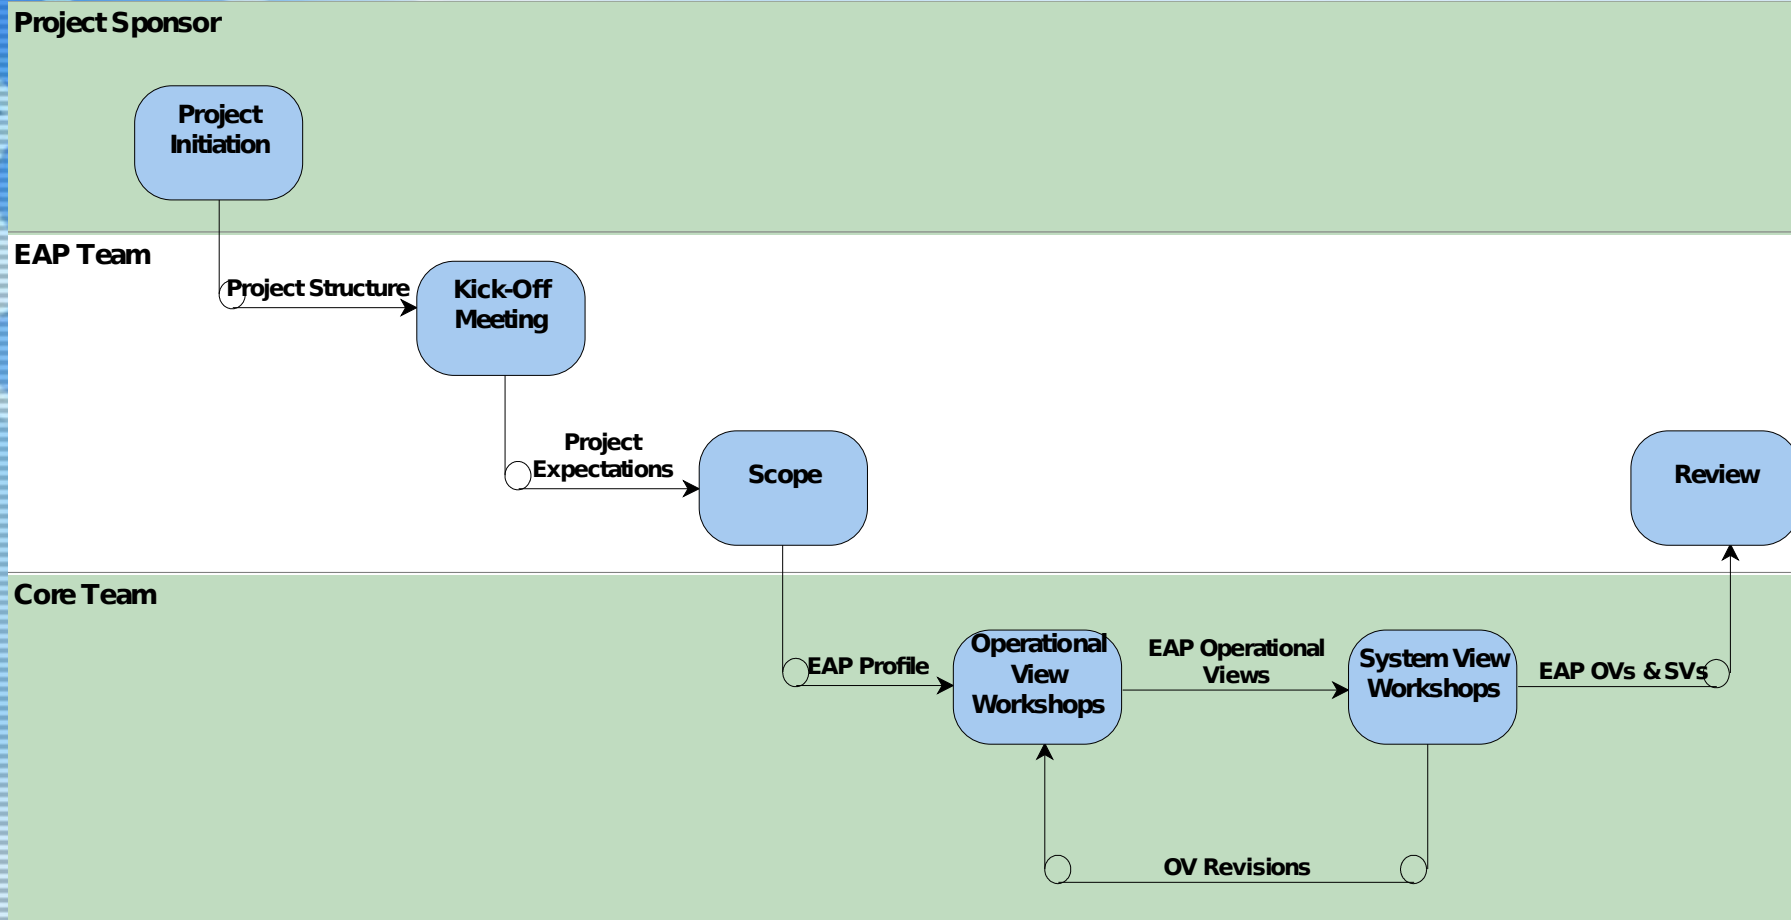 Project Sponsor
Project
Initiation
EAP Team
Project Structure
Kick-Off
Meeting
Project
Expectations
Scope
Review
Core Team
EAP Profile
Operational
View
Workshops
EAP Operational
Views
System View
Workshops
EAP OVs & SVs
OV Revisions